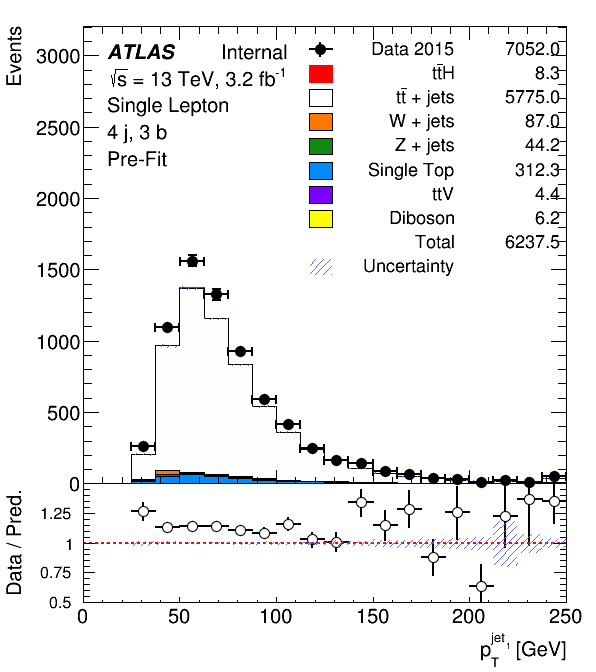 Events
3000
2500
2000
1500
1000
500
0
ATLAS Internal
√s = 13 TeV, 3.2 fb⁻¹
Single Lepton
4 j, 3 b
Pre-Fit
Data 2015 7052.0
tt̄H 8.3
tt̄ + jets 5775.0
W + jets 87.0
Z + jets 44.2
Single Top 312.3
ttV 4.4
Diboson 6.2
Total 6237.5
Uncertainty
Data / Pred.
1.25
1
0.75
0.5
0 50 100 150 200 250
p_T^jet₁ [GeV]